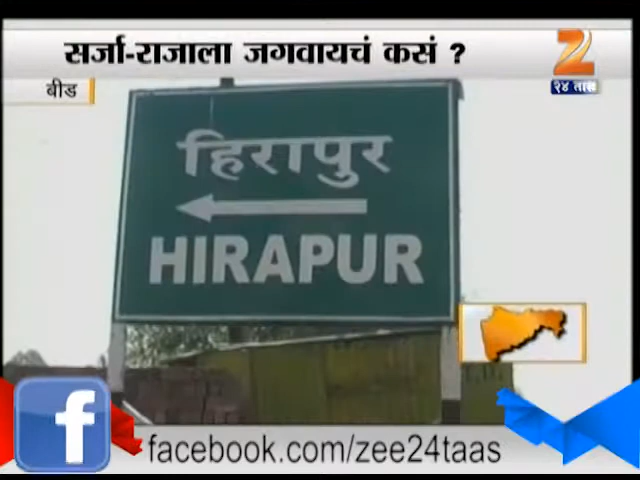 सर्जा-राजाला जगवायचं कसं ?
२४ तास
बीड
हिरापुर
HIRAPUR
facebook.com/zee24taas